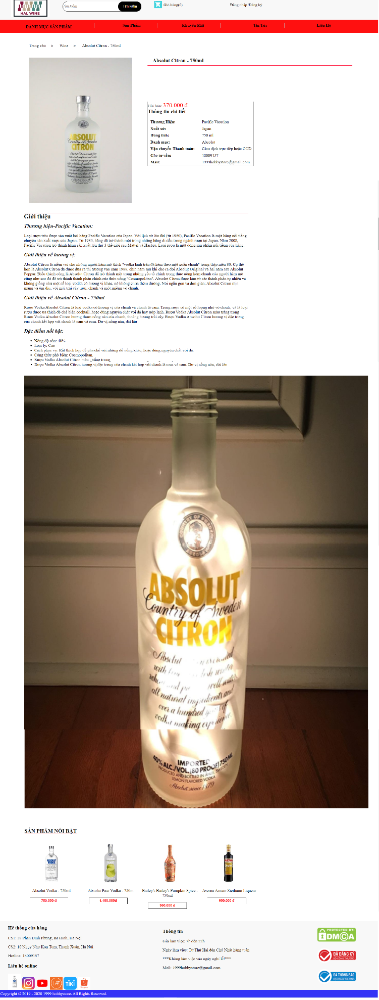 HAL WINE
Tìm kiếm
Tìm kiếm
Giỏ hàng(0)
Đăng nhập/Đăng ký
DANH MỤC SẢN PHẨM
Sản Phẩm
Khuyến Mãi
Tin Tức
Liên Hệ
Trang chủ > Wine > Absolut Citron - 750ml
Absolut Citron - 750ml
ABSOLUT
Country of Sweden
CITRON
Giá bán: 370.000 đ
Thông tin chi tiết
Thương Hiệu: Pacific Vacation
Xuất xứ: Japan
Dung tích: 750 ml
Danh mục: Absolut
Vận chuyển-Thanh toán: Giao dịch trực tiếp hoặc COD
Góc tư vấn: 18009157
Mail: 1999hobbystore@gmail.com
Giới thiệu
Thương hiệu-Pacific Vacation:
Loại rượu trên được sản xuất bởi hãng Pacific Vacation của Japan. Với lịch sử lâu đời (từ 1950), Pacific Vacation là một hãng nổi tiếng
chuyên sản xuất rượu của Japan. Từ 1980, hãng đã trở thành một trong những hãng đi đầu trong ngành rượu tại Japan. Năm 2008,
Pacific Vacation trở thành hãng sản xuất lớn thứ 3 thế giới sau Mattel và Hasbro. Loại rượu là một dòng sản phẩm nổi tiếng của hãng.
Giới thiệu về hương vị:
Absolut Citron là niềm vui cho những người hâm mộ thích "vodka lạnh trên đá kèm theo một xoắn chanh" trong thập niên 80. Cụ thể
hơn là Absolut Citron đã được đưa ra thị trường vào năm 1988, chín năm sau khi cho ra đời Absolut Original và hai năm sau Absolut
Peppar. Điều thành công là Absolut Citron đã trở thành một trong những yếu tố chính trong thức uống kèm chanh của người hâm mộ
cũng như sau đó đã trở thành thành phần chính của thức uống "Cosmopolitan". Absolut Citron được làm từ các thành phần tự nhiên và
không giống như một số loại vodka có hương vị khác, nó không chứa thêm đường. Nói ngắn gọn và đơn giản: Absolut Citron mịn
màng và êm dịu, với mùi trái cây tươi, chanh và một miếng vỏ chanh.
Giới thiệu về Absolut Citron - 750ml
Rượu Vodka Absolut Citron là loại vodka có hương vị của chanh và chanh lá cam. Trong rượu có một số lượng nhỏ vỏ chanh, và là loại
rượu được ưa thích để chế biến cocktail, hoặc dùng nguyên chất với đá hay ướp lạnh. Rượu Vodka Absolut Citron màu trắng trong
Rượu Vodka Absolut Citron hương thơm nồng nàn của chanh, thoảng hương trái cây. Rượu Vodka Absolut Citron hương vị đặc trưng
của chanh kết hợp với chanh lá cam và cam. Dư vị nồng nàn, dài lâu
Đặc điểm nổi bật:
Nồng độ cồn: 40%
Loại ly: Cao
Cách phục vụ: Rất thích hợp để pha chế với những đồ uống khác, hoặc dùng nguyên chất với đá.
Công thức phổ biến: Cosmopolitan.
Rượu Vodka Absolut Citron màu : trắng trong
Rượu Vodka Absolut Citron hương vị đặc trưng của chanh kết hợp với chanh lá cam và cam. Dư vị nồng nàn, dài lâu
COUNTRY OF SWEDEN
ABSOLUT
Country of Sweden
CITRON
Absolut is created
with
well water,
all natural ingredients and
over a hundred of
vodka making experience.
IMPORTED
40% ALC./VOL.(80 PROOF) 750ML
PRODUCED AND BOTTLED IN ÅHUS, SWEDEN
LEMON FLAVORED VODKA
Absolut since 1879
SẢN PHẨM NỔI BẬT
ABSOLUT
VODKA
AVERNA
Absolut Vodka - 750ml
Absolut Pear Vodka - 750m
Bailey's Bailey's Pumpkin Spice -
750ml
Averna Amaro Siciliano Liqueur
750.000 đ
1.100.000đ
950.000 đ
900.000 đ
Hệ thống cửa hàng
CS1: 28 Phan Đình Phùng, Ba Đình, Hà Nội
CS2: 10 Ngụy Như Kon Tum, Thanh Xuân, Hà Nội
Hotline: 18009157
Liên hệ online
TIKI
Thông tin
Giờ làm việc: 7h đến 22h
Ngày làm việc: Từ Thứ Hai đến Chủ Nhật hàng tuần
***Không làm việc vào ngày nghỉ lễ!***
Mail: 1999hobbystore@gmail.com
PROTECTED BY:
DMCA
ĐÃ ĐĂNG KÝ
BỘ CÔNG THƯƠNG
ĐÃ THÔNG BÁO
BỘ CÔNG THƯƠNG
Copyright © 2019 - 2020 1999 hobbystore. All Rights Reserved.